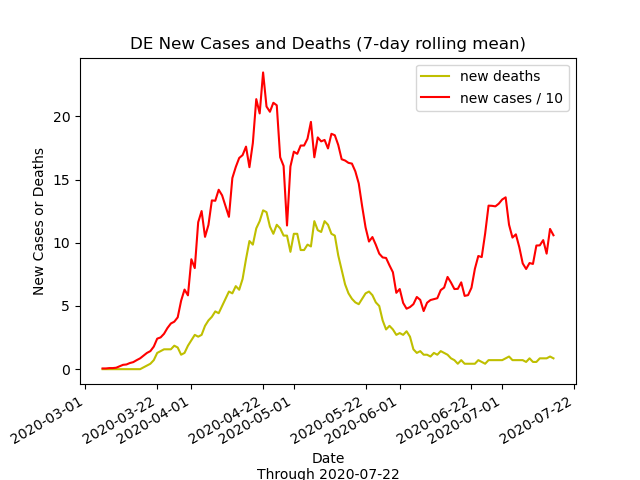 DE New Cases and Deaths (7-day rolling mean)
new deaths
new cases / 10
New Cases or Deaths
20
15
10
5
0
2020-03-01
2020-03-22
2020-04-01
2020-04-22
2020-05-01
2020-05-22
2020-06-01
2020-06-22
2020-07-01
2020-07-22
Date
Through 2020-07-22